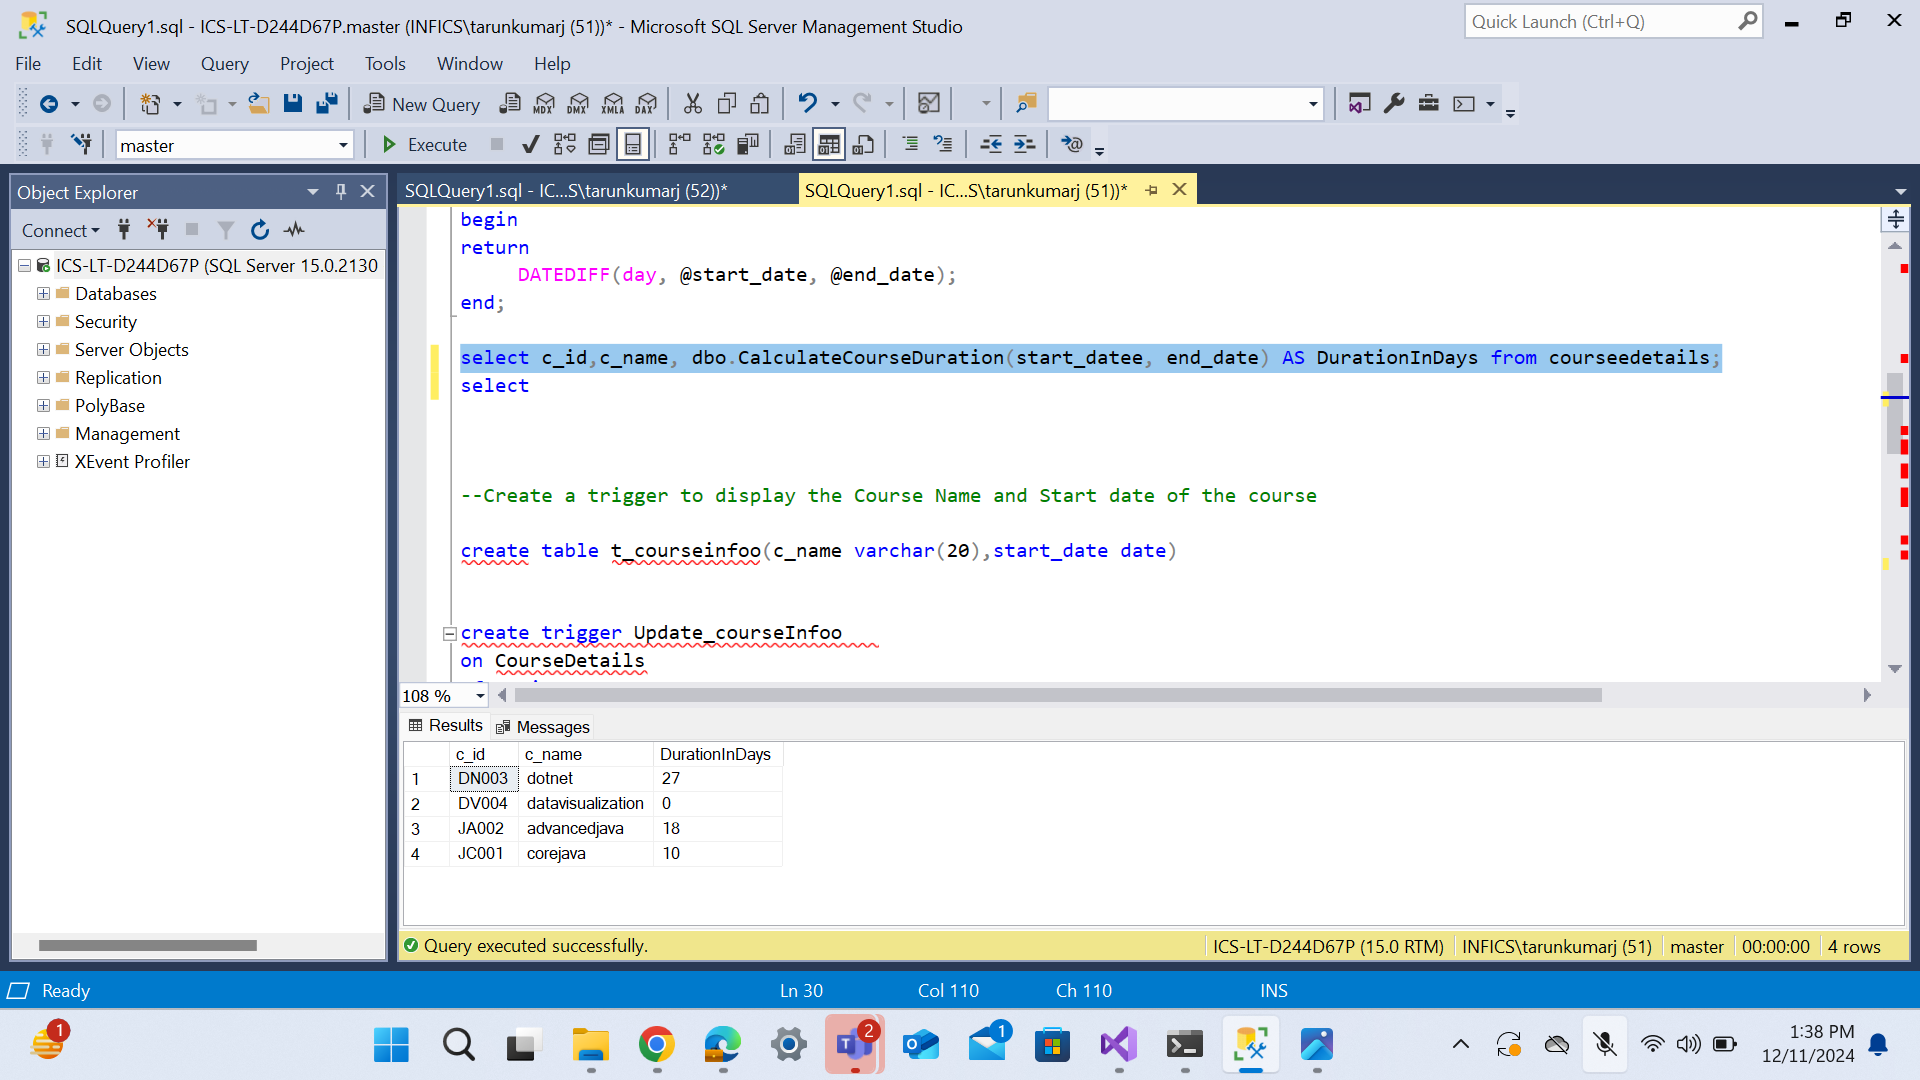 SQLQuery1.sql - ICS-LT-D244D67P.master (INFICS\tarunkumarj (51))* - Microsoft SQL Server Management Studio
Quick Launch (Ctrl+Q)
File Edit View Query Project Tools Window Help
New Query MDX DMX XMLA DAX
master Execute
Object Explorer
SQLQuery1.sql - IC...S\tarunkumarj (52))*
SQLQuery1.sql - IC...S\tarunkumarj (51))*
Connect
ICS-LT-D244D67P (SQL Server 15.0.2130
Databases
Security
Server Objects
Replication
PolyBase
Management
XEvent Profiler
begin
return
DATEDIFF(day, @start_date, @end_date);
end;
select c_id,c_name, dbo.CalculateCourseDuration(start_datee, end_date) AS DurationInDays from courseedetails;
select
--Create a trigger to display the Course Name and Start date of the course
create table t_courseinfoo(c_name varchar(20),start_date date)
create trigger Update_courseInfoo
on CourseDetails
108 %
Results Messages
c_id c_name DurationInDays
1 DN003 dotnet 27
2 DV004 datavisualization 0
3 JA002 advancedjava 18
4 JC001 corejava 10
Query executed successfully. ICS-LT-D244D67P (15.0 RTM) INFICS\tarunkumarj (51) master 00:00:00 4 rows
Ready Ln 30 Col 110 Ch 110 INS
1
2
1
1:38 PM
12/11/2024